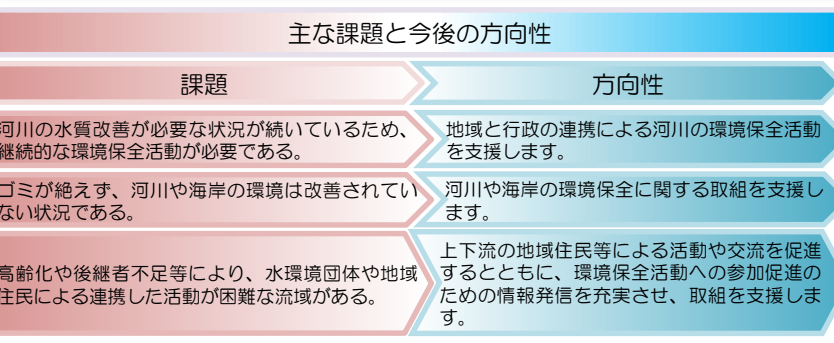 主な課題と今後の方向性
課題
方向性
河川の水質改善が必要な状況が続いているため、
継続的な環境保全活動が必要である。
地域と行政の連携による河川の環境保全活動
を支援します。
ゴミが絶えず、河川や海岸の環境は改善されてい
ない状況である。
河川や海岸の環境保全に関する取組を支援し
ます。
高齢化や後継者不足等により、水環境団体や地域
住民による連携した活動が困難な流域がある。
上下流の地域住民等による活動や交流を促進
するとともに、環境保全活動への参加促進の
ための情報発信を充実させ、取組を支援しま
す。